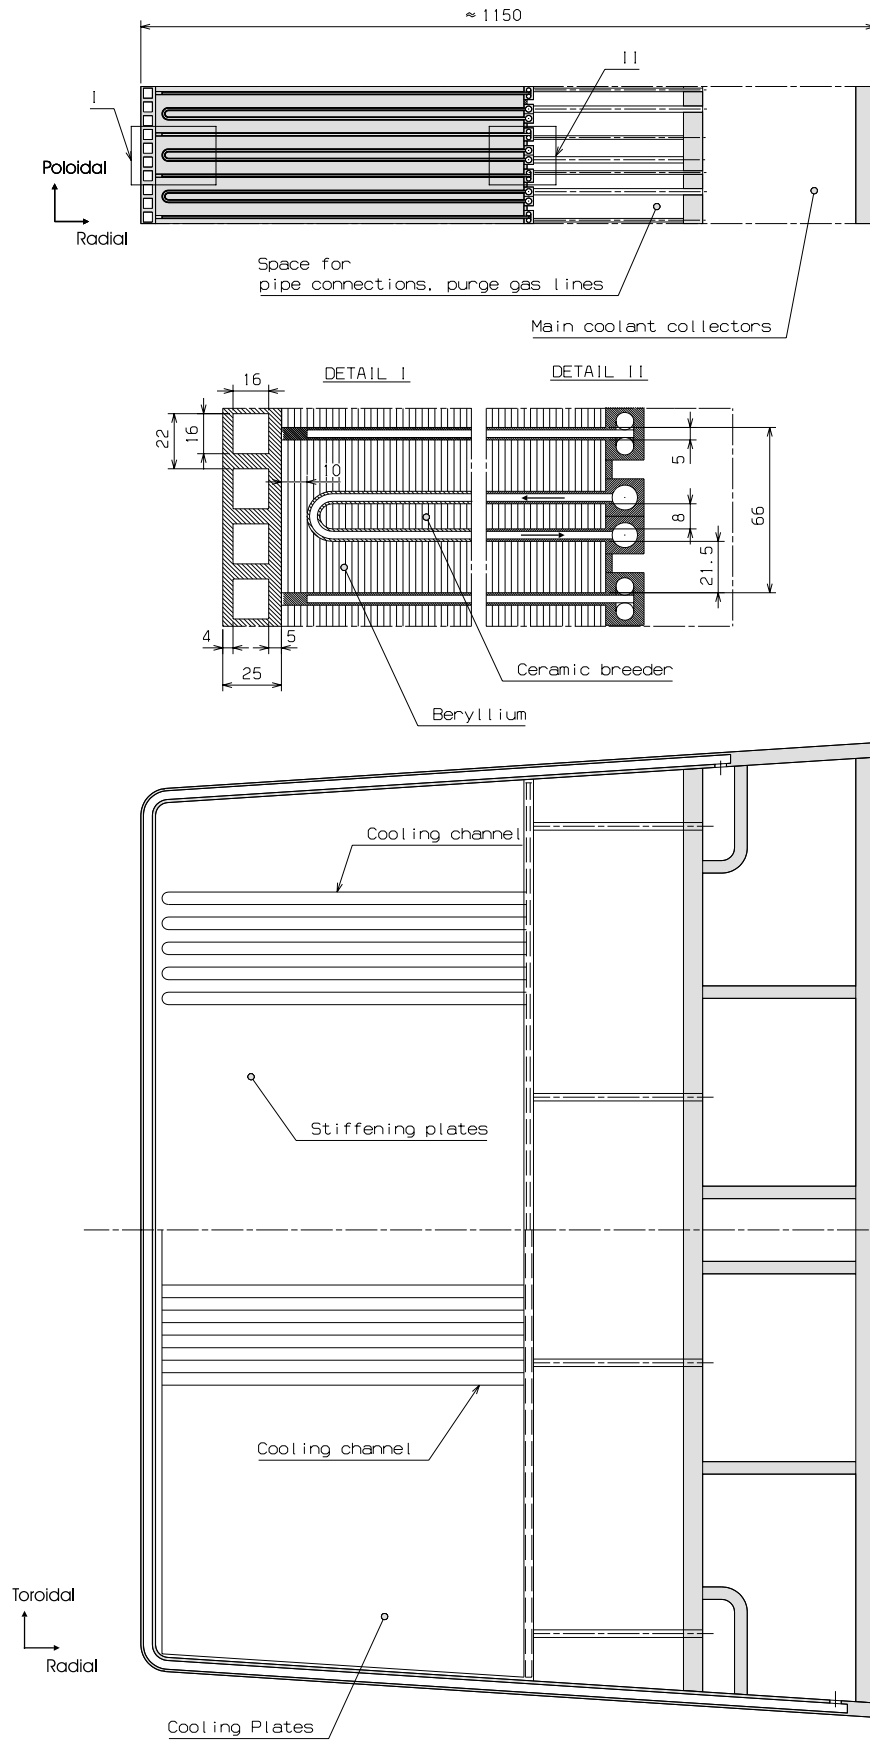 ≈ 1150
I
II
Poloidal
Radial
Space for
pipe connections, purge gas lines
Main coolant collectors
DETAIL I
DETAIL II
16
22
16
10
5
8
66
21.5
4
5
25
Ceramic breeder
Beryllium
Cooling channel
Stiffening plates
Cooling channel
Toroidal
Radial
Cooling Plates